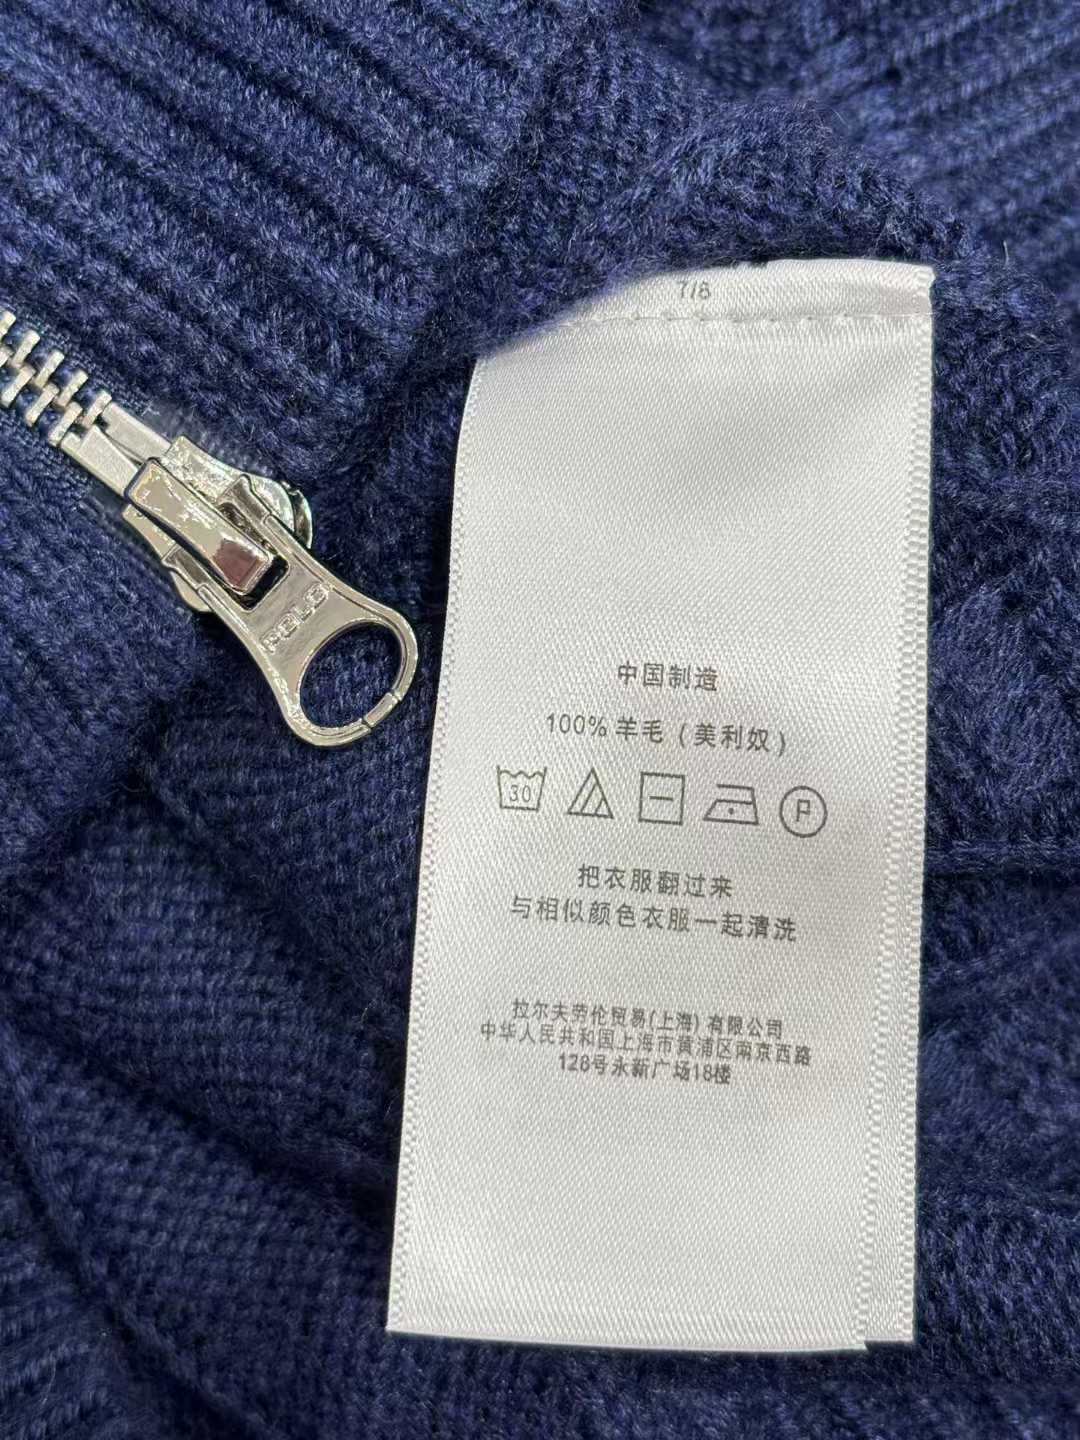 7/8
POLO
中国制造
100% 羊毛 (美利奴)
30
P
把衣服翻过来
与相似颜色衣服一起清洗
拉尔夫劳伦贸易(上海) 有限公司
中华人民共和国上海市黄浦区南京西路
128号永新广场18楼